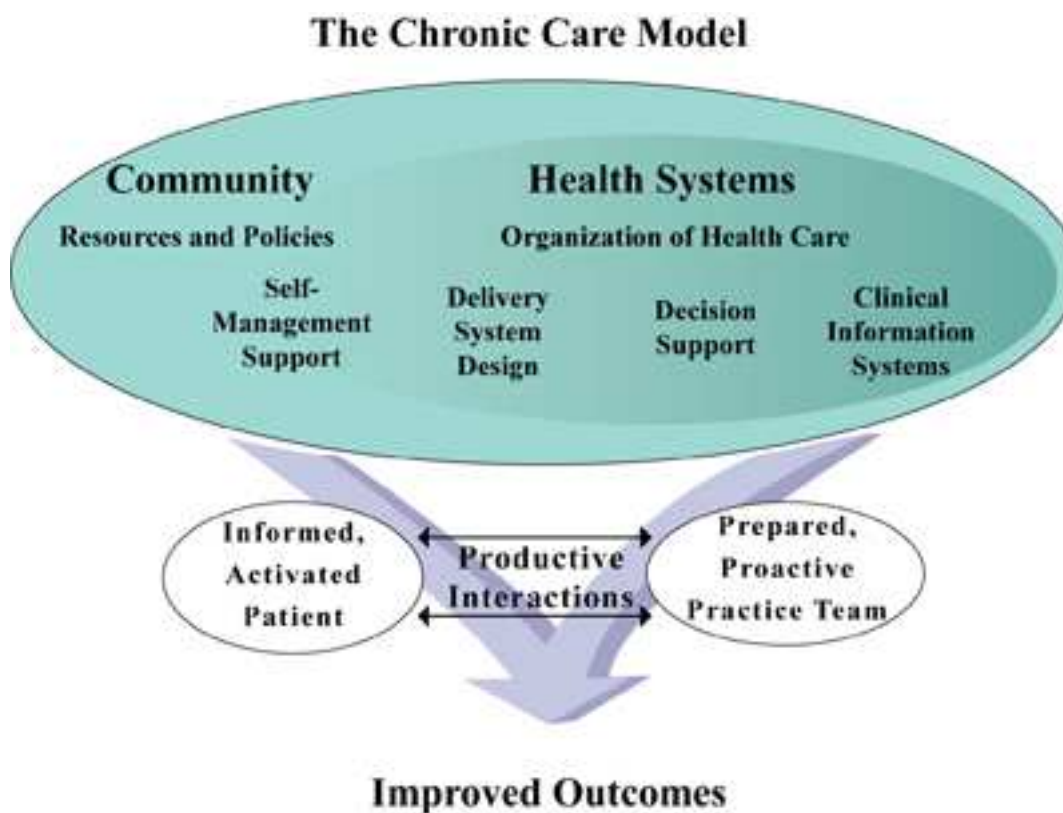 The Chronic Care Model
Community
Resources and Policies
Health Systems
Organization of Health Care
Self-
Management
Support
Delivery
System
Design
Decision
Support
Clinical
Information
Systems
Informed,
Activated
Patient
Productive
Interactions
Prepared,
Proactive
Practice Team
Improved Outcomes